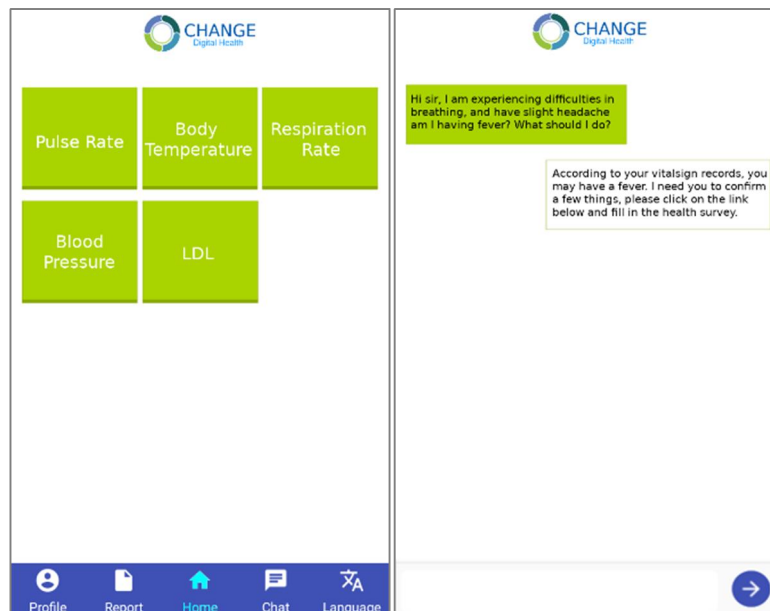 CHANGE
Digital Health
Pulse Rate
Body
Temperature
Respiration
Rate
Blood
Pressure
LDL
Profile
Report
Home
Chat
Language
CHANGE
Digital Health
Hi sir, I am experiencing difficulties in
breathing, and have slight headache
am I having fever? What should I do?
According to your vitalsign records, you
may have a fever. I need you to confirm
a few things, please click on the link
below and fill in the health survey.